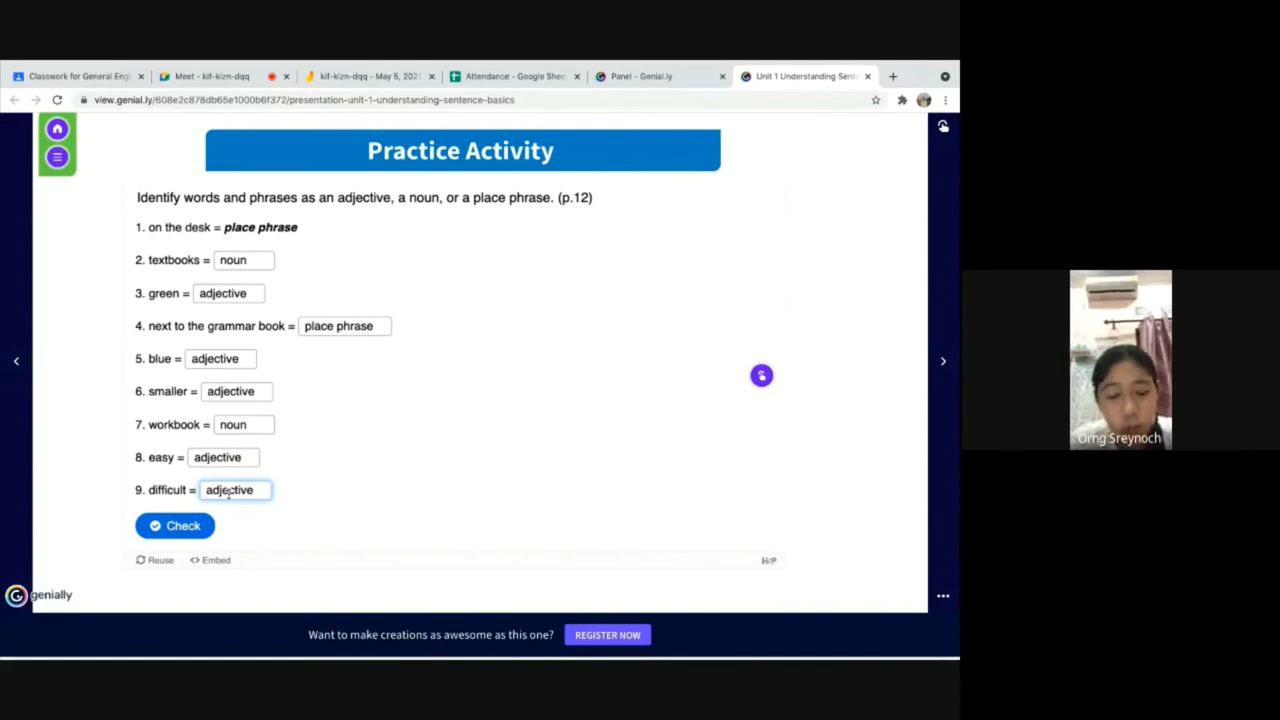 Classwork for General Engl
Meet - kif-kizn-dqq
kif-kizn-dqq - May 5, 2021
Attendance - Google Shee
Panel - Genial.ly
Unit 1 Understanding Sent
view.genial.ly/608e2c878db65e1000b6f372/presentation-unit-1-understanding-sentence-basics
Practice Activity
Identify words and phrases as an adjective, a noun, or a place phrase. (p.12)
1. on the desk = place phrase
2. textbooks = noun
3. green = adjective
4. next to the grammar book = place phrase
5. blue = adjective
6. smaller = adjective
7. workbook = noun
8. easy = adjective
9. difficult = adjective
Check
Reuse <> Embed
H5P
genially
Want to make creations as awesome as this one? REGISTER NOW
Orng Sreynoch